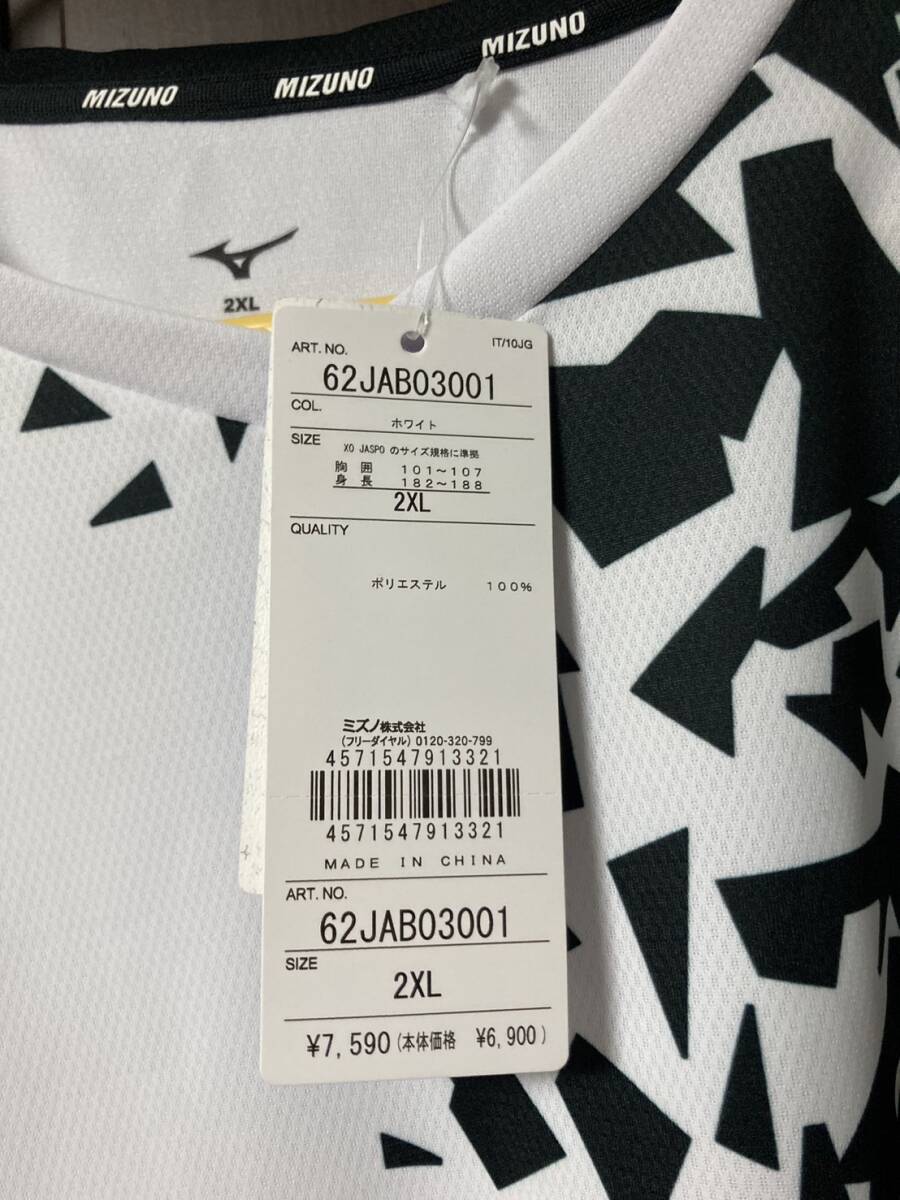 MIZUNO MIZUNO MIZUNO
2XL
IT/10JG
ART. NO.
62JAB03001
COL.
ホワイト
SIZE
XO JASPO のサイズ規格に準拠
胸 囲 101～107
身 長 182～188
2XL
QUALITY
ポリエステル 100%
ミズノ株式会社
(フリーダイヤル) 0120-320-799
4571547913321
4571547913321
MADE IN CHINA
ART. NO.
62JAB03001
SIZE
2XL
¥7,590 (本体価格 ¥6,900)